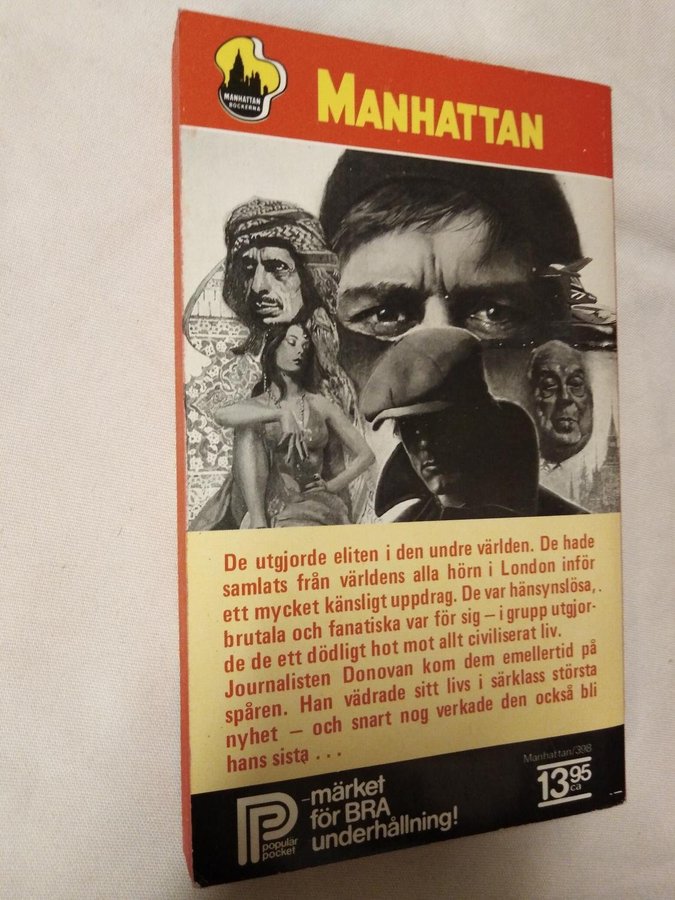 MANHATTAN
BÖCKERNA
MANHATTAN
De utgjorde eliten i den undre världen. De hade
samlats från världens alla hörn i London inför
ett mycket känsligt uppdrag. De var hänsynslösa,
brutala och fanatiska var för sig – i grupp utgjor-
de de ett dödligt hot mot allt civiliserat liv.
Journalisten Donovan kom dem emellertid på
spåren. Han vädrade sitt livs i särklass största
nyhet – och snart nog verkade den också bli
hans sista . . .
Manhattan/398
13.95
ca
popular
pocket
–märket
för BRA
underhållning!